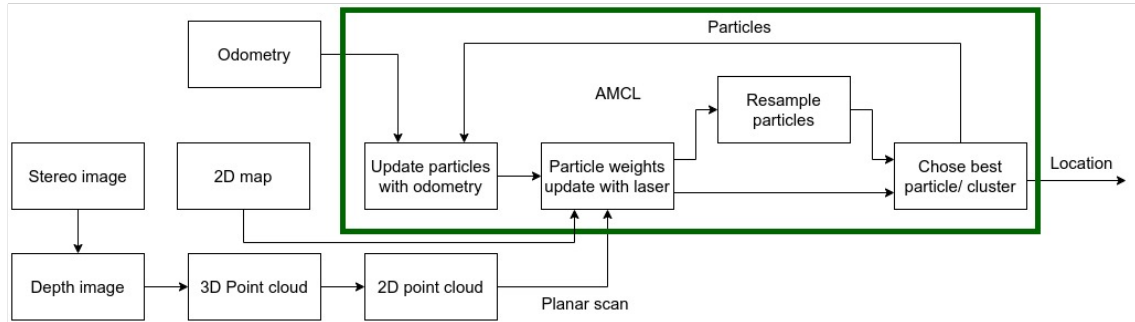 Particles
Odometry
AMCL
Resample
particles
Stereo image
2D map
Update particles
with odometry
Particle weights
update with laser
Chose best
particle/ cluster
Location
Depth image
3D Point cloud
2D point cloud
Planar scan